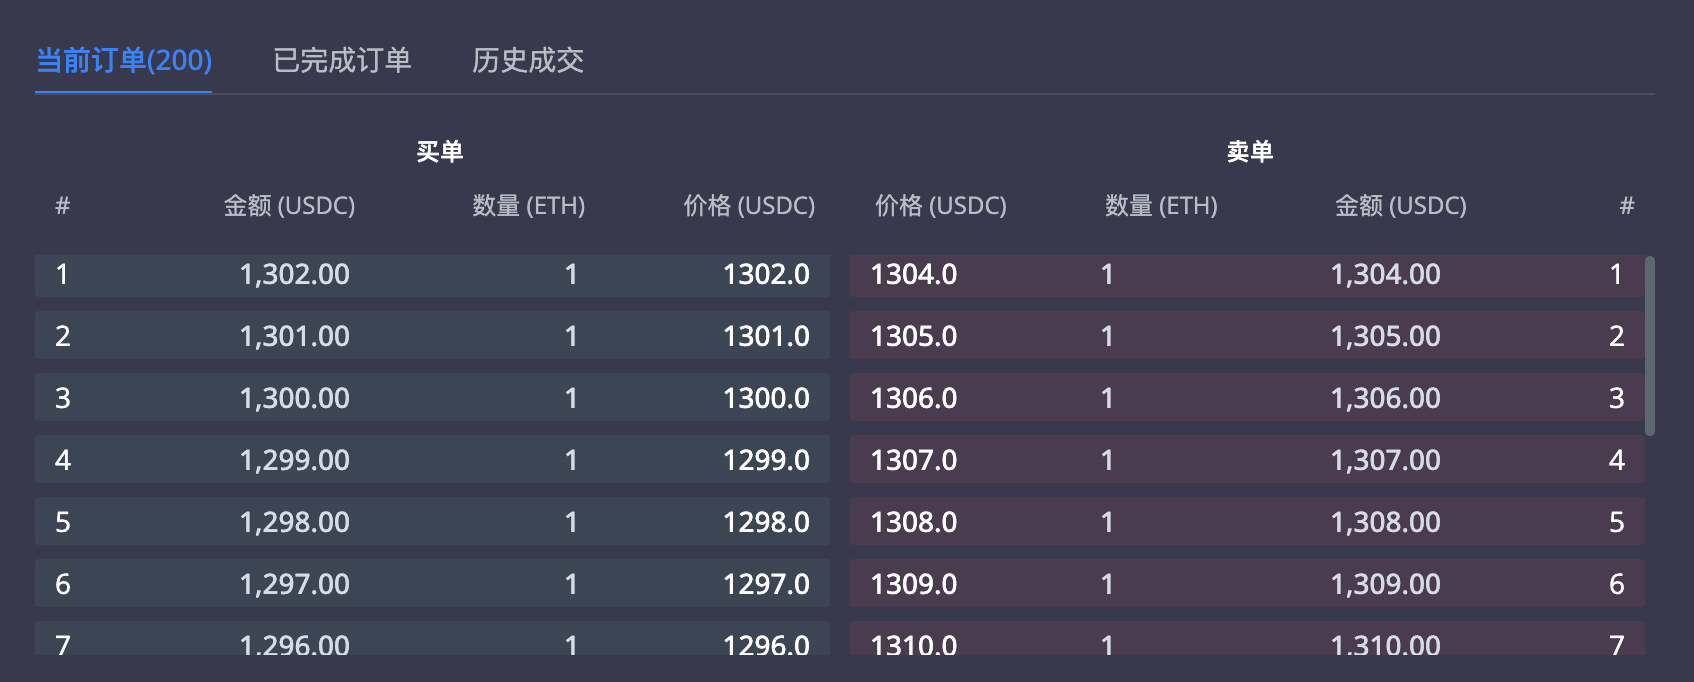 当前订单(200) 已完成订单 历史成交
买单 卖单
# 金额 (USDC) 数量 (ETH) 价格 (USDC) 价格 (USDC) 数量 (ETH) 金额 (USDC) #
1 1,302.00 1 1302.0 1304.0 1 1,304.00 1
2 1,301.00 1 1301.0 1305.0 1 1,305.00 2
3 1,300.00 1 1300.0 1306.0 1 1,306.00 3
4 1,299.00 1 1299.0 1307.0 1 1,307.00 4
5 1,298.00 1 1298.0 1308.0 1 1,308.00 5
6 1,297.00 1 1297.0 1309.0 1 1,309.00 6
7 1,296.00 1 1296.0 1310.0 1 1,310.00 7